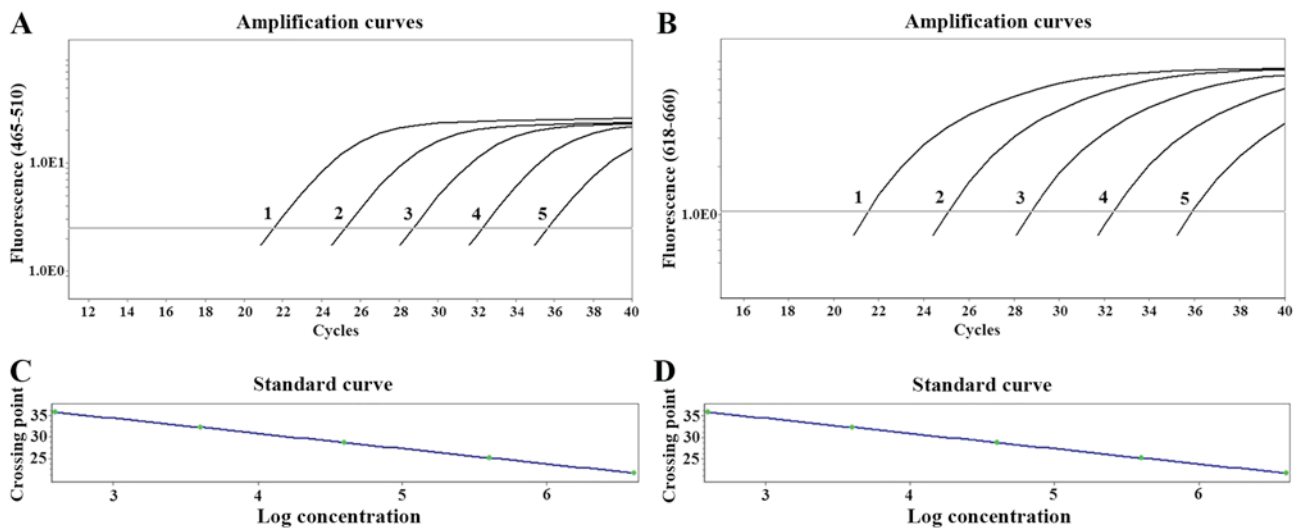 A
Amplification curves
Fluorescence (465-510)
1.0E1
1.0E0
1 2 3 4 5
12 14 16 18 20 22 24 26 28 30 32 34 36 38 40
Cycles
B
Amplification curves
Fluorescence (618-660)
1.0E0
1 2 3 4 5
16 18 20 22 24 26 28 30 32 34 36 38 40
Cycles
C
Standard curve
Crossing point
35
30
25
3 4 5 6
Log concentration
D
Standard curve
Crossing point
35
30
25
3 4 5 6
Log concentration